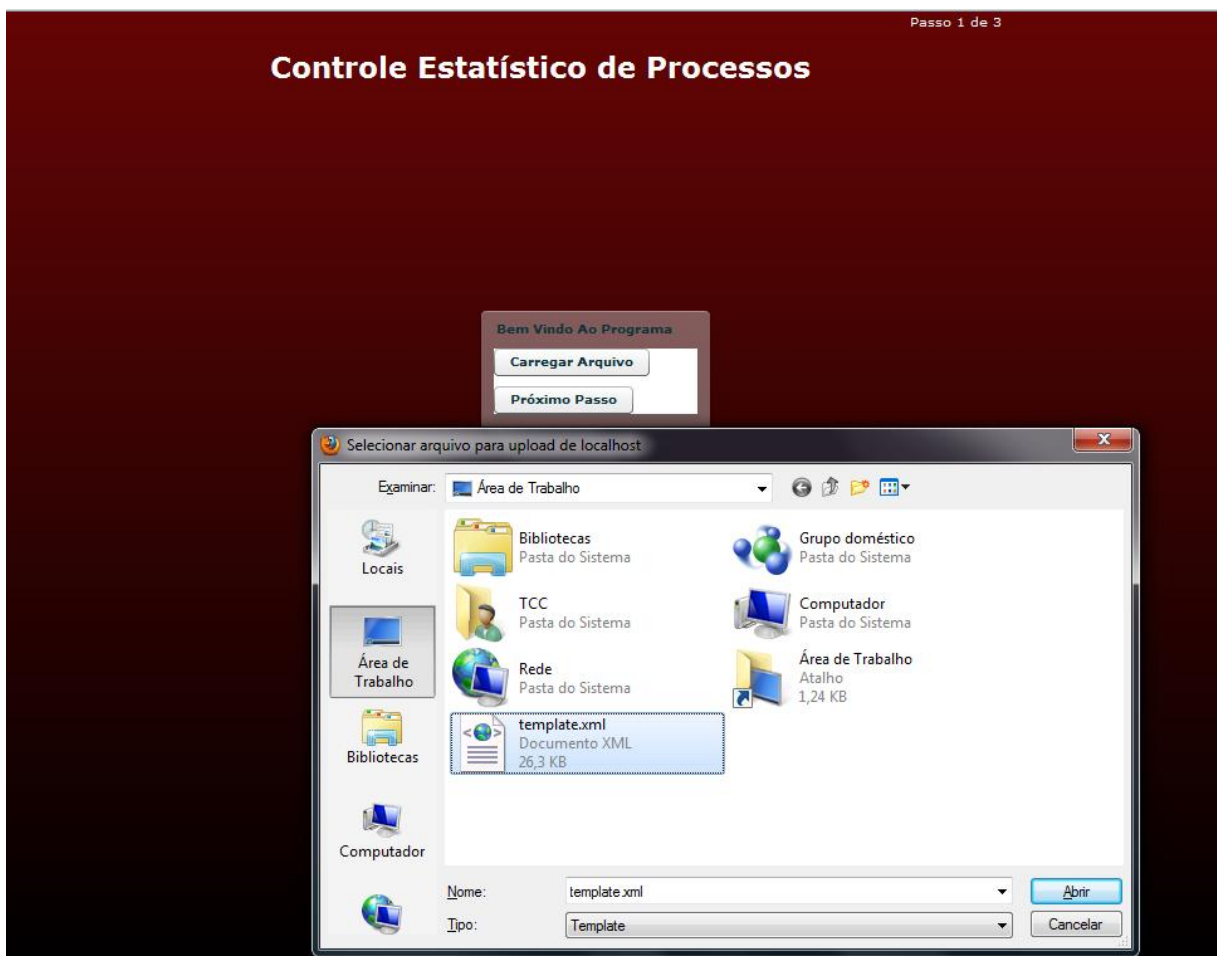 Passo 1 de 3
Controle Estatístico de Processos
Bem Vindo Ao Programa
Carregar Arquivo
Próximo Passo
Selecionar arquivo para upload de localhost
Examinar:
Área de Trabalho
Locais
Área de
Trabalho
Bibliotecas
Computador
Bibliotecas
Pasta do Sistema
Grupo doméstico
Pasta do Sistema
TCC
Pasta do Sistema
Computador
Pasta do Sistema
Rede
Pasta do Sistema
Área de Trabalho
Atalho
1,24 KB
template.xml
Documento XML
26,3 KB
Nome:
template.xml
Abrir
Tipo:
Template
Cancelar